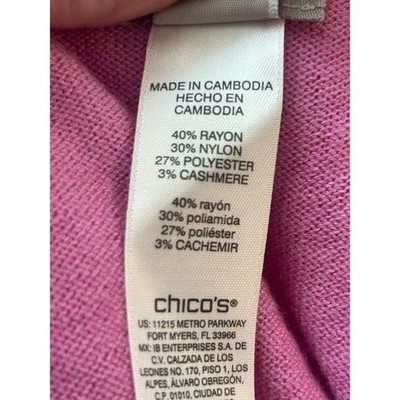 MADE IN CAMBODIA
HECHO EN
CAMBODIA
40% RAYON
30% NYLON
27% POLYESTER
3% CASHMERE
40% rayón
30% poliamida
27% poliéster
3% CACHEMIR
chico's®
US: 11215 METRO PARKWAY
FORT MYERS, FL 33966
MX: IB ENTERPRISES S.A. DE
C.V. CALZADA DE LOS
LEONES NO. 170, PISO 1, LOS
ALPES, ÁLVARO OBREGÓN,
C.P. 01010, CIUDAD DE